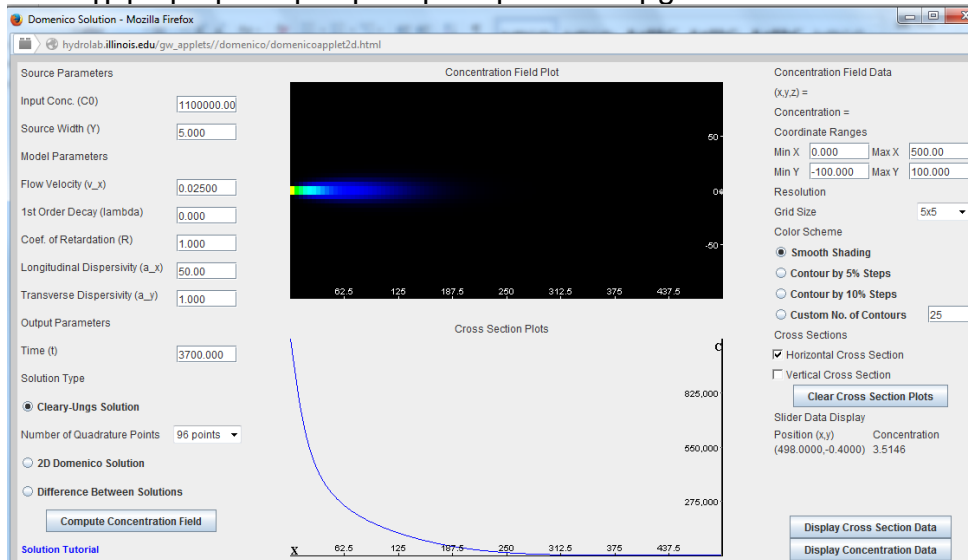 Domenico Solution - Mozilla Firefox
hydrolab.illinois.edu/gw_applets//domenico/domenicoapplet2d.html
Source Parameters
Input Conc. (C0) 1100000.00
Source Width (Y) 5.000
Model Parameters
Flow Velocity (v_x) 0.02500
1st Order Decay (lambda) 0.000
Coef. of Retardation (R) 1.000
Longitudinal Dispersivity (a_x) 50.00
Transverse Dispersivity (a_y) 1.000
Output Parameters
Time (t) 3700.000
Solution Type
Cleary-Ungs Solution
Number of Quadrature Points 96 points
2D Domenico Solution
Difference Between Solutions
Compute Concentration Field
Solution Tutorial
Concentration Field Plot
50
0
-50
62.5 125 187.5 250 312.5 375 437.5
Cross Section Plots
C
825,000
550,000
275,000
X 62.5 125 187.5 250 312.5 375 437.5
Concentration Field Data
(x,y,z) =
Concentration =
Coordinate Ranges
Min X 0.000 Max X 500.00
Min Y -100.000 Max Y 100.000
Resolution
Grid Size 5x5
Color Scheme
Smooth Shading
Contour by 5% Steps
Contour by 10% Steps
Custom No. of Contours 25
Cross Sections
Horizontal Cross Section
Vertical Cross Section
Clear Cross Section Plots
Slider Data Display
Position (x,y) Concentration
(498.0000,-0.4000) 3.5146
Display Cross Section Data
Display Concentration Data